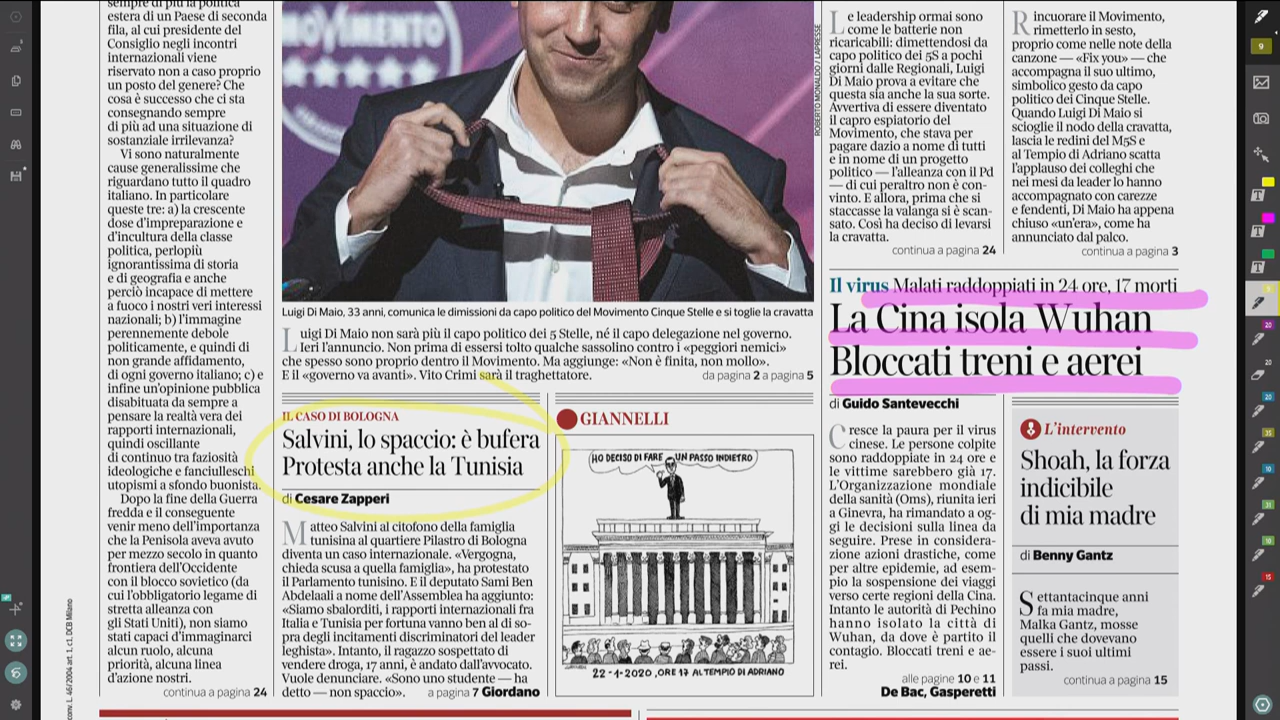 sempre di più la politica
estera di un Paese di seconda
fila, al cui presidente del
Consiglio negli incontri
internazionali viene
riservato non a caso proprio
un posto del genere? Che
cosa è successo che ci sta
consegnando sempre
di più ad una situazione di
sostanziale irrilevanza?
Vi sono naturalmente
cause generalissime che
riguardano tutto il quadro
italiano. In particolare
queste tre: a) la crescente
dose d'impreparazione e
d'incultura della classe
politica, perlopiù
ignorantissima di storia
e di geografia e anche
perciò incapace di mettere
a fuoco i nostri veri interessi
nazionali; b) l'immagine
perennemente debole
politicamente, e quindi di
non grande affidamento,
di ogni governo italiano; c) e
infine un'opinione pubblica
disabituata da sempre a
pensare la realtà vera dei
rapporti internazionali,
quindi oscillante
di continuo tra faziosità
ideologiche e fanciulleschi
utopismi a sfondo buonista.
Dopo la fine della Guerra
fredda e il conseguente
venir meno dell'importanza
che la Penisola aveva avuto
per mezzo secolo in quanto
frontiera dell'Occidente
con il blocco sovietico (da
cui l'obbligatorio legame di
stretta alleanza con
gli Stati Uniti), non siamo
stati capaci d'immaginarci
alcun ruolo, alcuna
priorità, alcuna linea
d'azione nostri.
continua a pagina 24
conv. L. 46/2004 art. 1, c1, DCB Milano
ROBERTO MONALDO / LAPRESSE
Luigi Di Maio, 33 anni, comunica le dimissioni da capo politico del Movimento Cinque Stelle e si toglie la cravatta
Luigi Di Maio non sarà più il capo politico dei 5 Stelle, né il capo delegazione nel governo.
Ieri l'annuncio. Non prima di essersi tolto qualche sassolino contro i «peggiori nemici»
che spesso sono proprio dentro il Movimento. Ma aggiunge: «Non è finita, non mollo».
E il «governo va avanti». Vito Crimi sarà il traghettatore.
da pagina 2 a pagina 5
IL CASO DI BOLOGNA
Salvini, lo spaccio: è bufera
Protesta anche la Tunisia
di Cesare Zapperi
Matteo Salvini al citofono della famiglia
tunisina al quartiere Pilastro di Bologna
diventa un caso internazionale. «Vergogna,
chieda scusa a quella famiglia», ha protestato
il Parlamento tunisino. E il deputato Sami Ben
Abdelaali a nome dell'Assemblea ha aggiunto:
«Siamo sbalorditi, i rapporti internazionali fra
Italia e Tunisia per fortuna vanno ben al di so-
pra degli incitamenti discriminatori del leader
leghista». Intanto, il ragazzo sospettato di
vendere droga, 17 anni, è andato dall'avvocato.
Vuole denunciare. «Sono uno studente — ha
detto — non spaccio».
a pagina 7 Giordano
GIANNELLI
HO DECISO DI FARE UN PASSO INDIETRO
22-1-2020, ORE 17 AL TEMPIO DI ADRIANO
Le leadership ormai sono
come le batterie non
ricaricabili: dimettendosi da
capo politico dei 5S a pochi
giorni dalle Regionali, Luigi
Di Maio prova a evitare che
questa sia anche la sua sorte.
Avvertiva di essere diventato
il capro espiatorio del
Movimento, che stava per
pagare dazio a nome di tutti
e in nome di un progetto
politico — l'alleanza con il Pd
— di cui peraltro non è con-
vinto. E allora, prima che si
staccasse la valanga si è scan-
sato. Così ha deciso di levarsi
la cravatta.
continua a pagina 24
Rincuorare il Movimento,
rimetterlo in sesto,
proprio come nelle note della
canzone — «Fix you» — che
accompagna il suo ultimo,
simbolico gesto da capo
politico dei Cinque Stelle.
Quando Luigi Di Maio si
scioglie il nodo della cravatta,
lascia le redini del M5S e
al Tempio di Adriano scatta
l'applauso dei colleghi che
nei mesi da leader lo hanno
accompagnato con carezze
e fendenti, Di Maio ha appena
chiuso «un'era», come ha
annunciato dal palco.
continua a pagina 3
Il virus Malati raddoppiati in 24 ore, 17 morti
La Cina isola Wuhan
Bloccati treni e aerei
di Guido Santevecchi
Cresce la paura per il virus
cinese. Le persone colpite
sono raddoppiate in 24 ore e
le vittime sarebbero già 17.
L'Organizzazione mondiale
della sanità (Oms), riunita ieri
a Ginevra, ha rimandato a og-
gi le decisioni sulla linea da
seguire. Prese in considera-
zione azioni drastiche, come
per altre epidemie, ad esem-
pio la sospensione dei viaggi
verso certe regioni della Cina.
Intanto le autorità di Pechino
hanno isolato la città di
Wuhan, da dove è partito il
contagio. Bloccati treni e ae-
rei.
alle pagine 10 e 11
De Bac, Gasperetti
L'intervento
Shoah, la forza
indicibile
di mia madre
di Benny Gantz
Settantacinque anni
fa mia madre,
Malka Gantz, mosse
quelli che dovevano
essere i suoi ultimi
passi.
continua a pagina 15